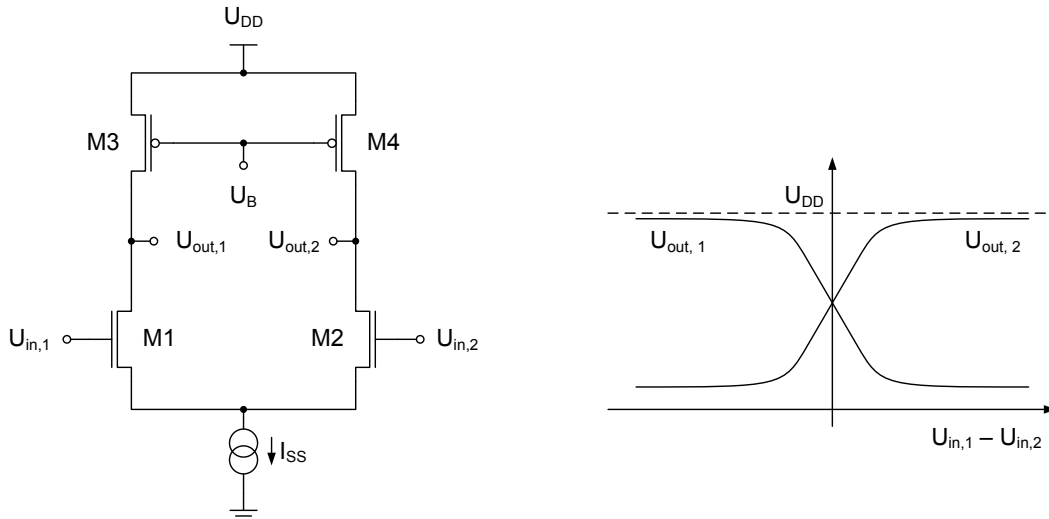 U_DD
M3 M4
U_B
U_out,1 U_out,2
U_in,1 M1 M2 U_in,2
I_SS
U_DD
U_out, 1 U_out, 2
U_in,1 – U_in,2